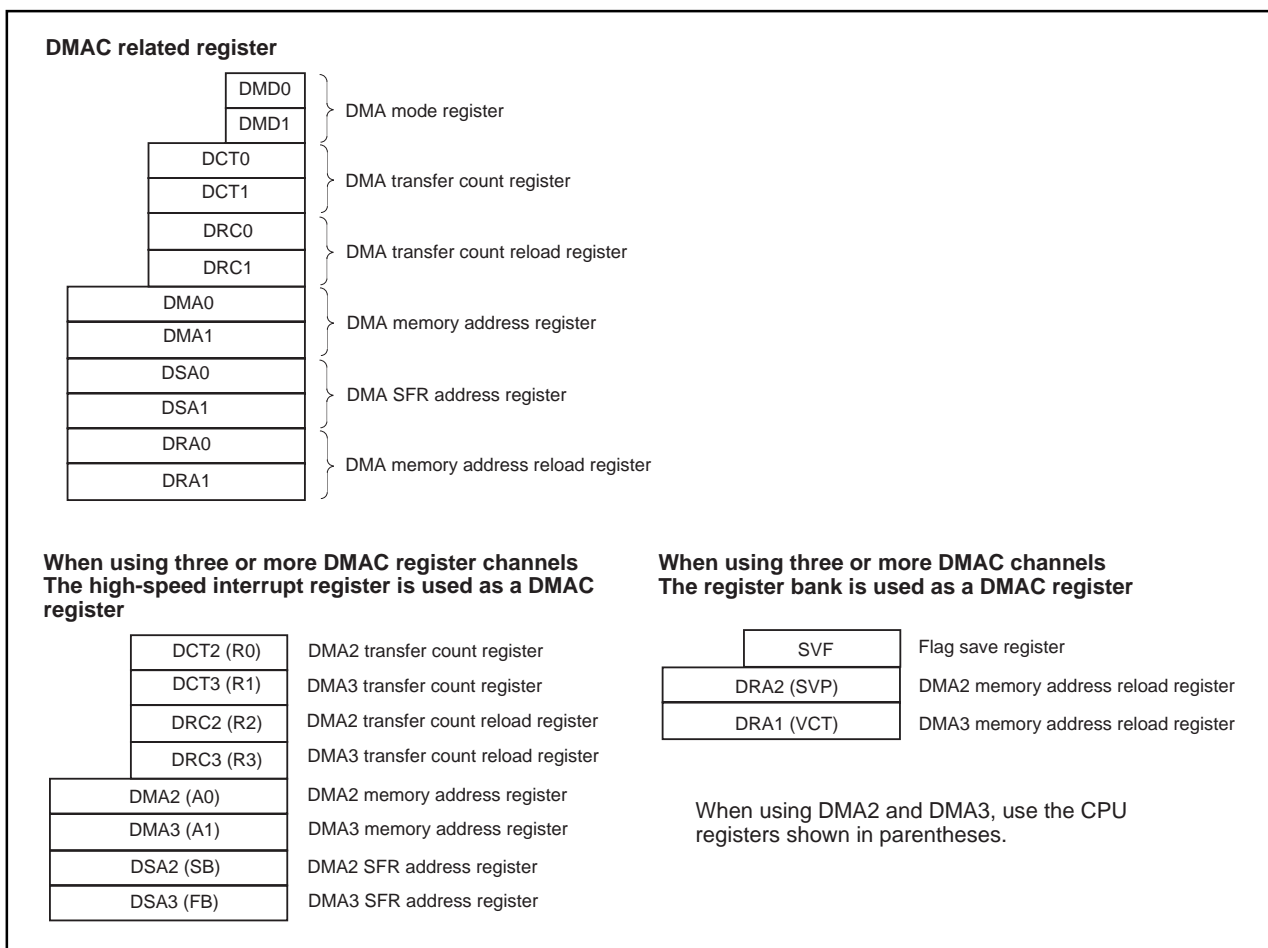 DMAC related register
DMD0
DMD1
DMA mode register
DCT0
DCT1
DMA transfer count register
DRC0
DRC1
DMA transfer count reload register
DMA0
DMA1
DMA memory address register
DSA0
DSA1
DMA SFR address register
DRA0
DRA1
DMA memory address reload register
When using three or more DMAC register channels
The high-speed interrupt register is used as a DMAC
register
DCT2 (R0) DMA2 transfer count register
DCT3 (R1) DMA3 transfer count register
DRC2 (R2) DMA2 transfer count reload register
DRC3 (R3) DMA3 transfer count reload register
DMA2 (A0) DMA2 memory address register
DMA3 (A1) DMA3 memory address register
DSA2 (SB) DMA2 SFR address register
DSA3 (FB) DMA3 SFR address register
When using three or more DMAC channels
The register bank is used as a DMAC register
SVF Flag save register
DRA2 (SVP) DMA2 memory address reload register
DRA1 (VCT) DMA3 memory address reload register
When using DMA2 and DMA3, use the CPU
registers shown in parentheses.